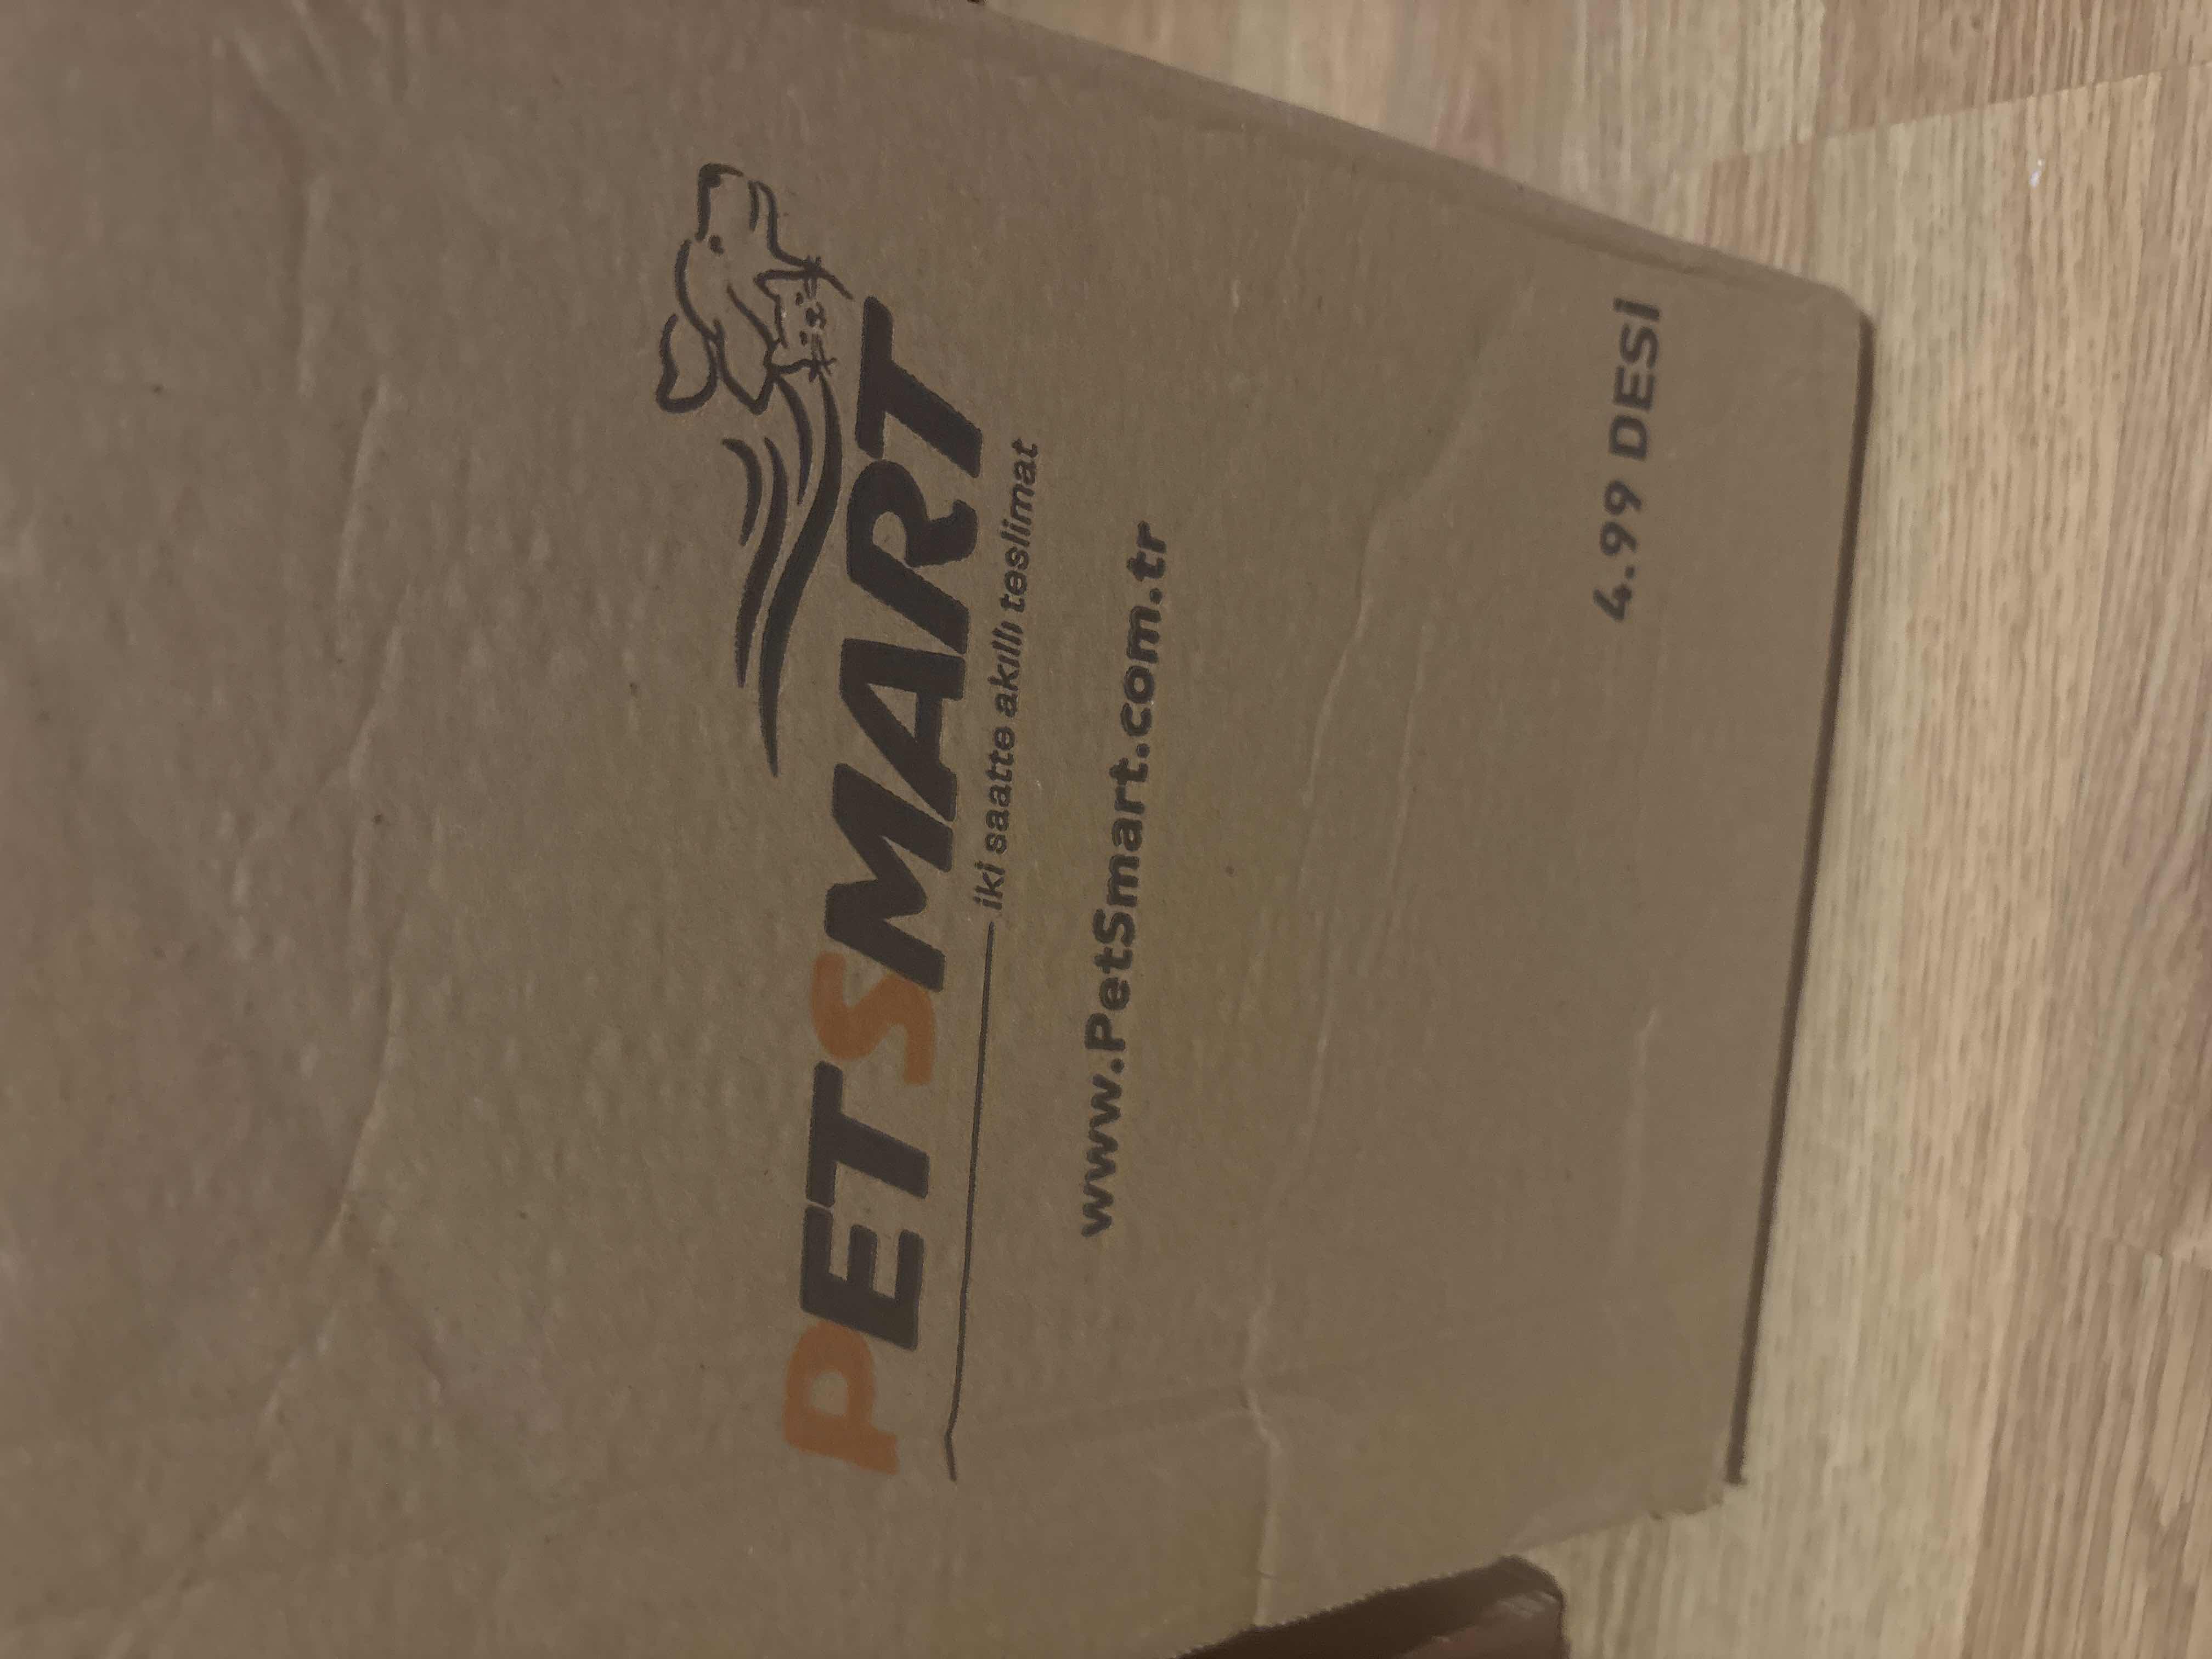 PETSMART
iki saatte akıllı teslimat
www.PetSmart.com.tr
4.99 DESİ